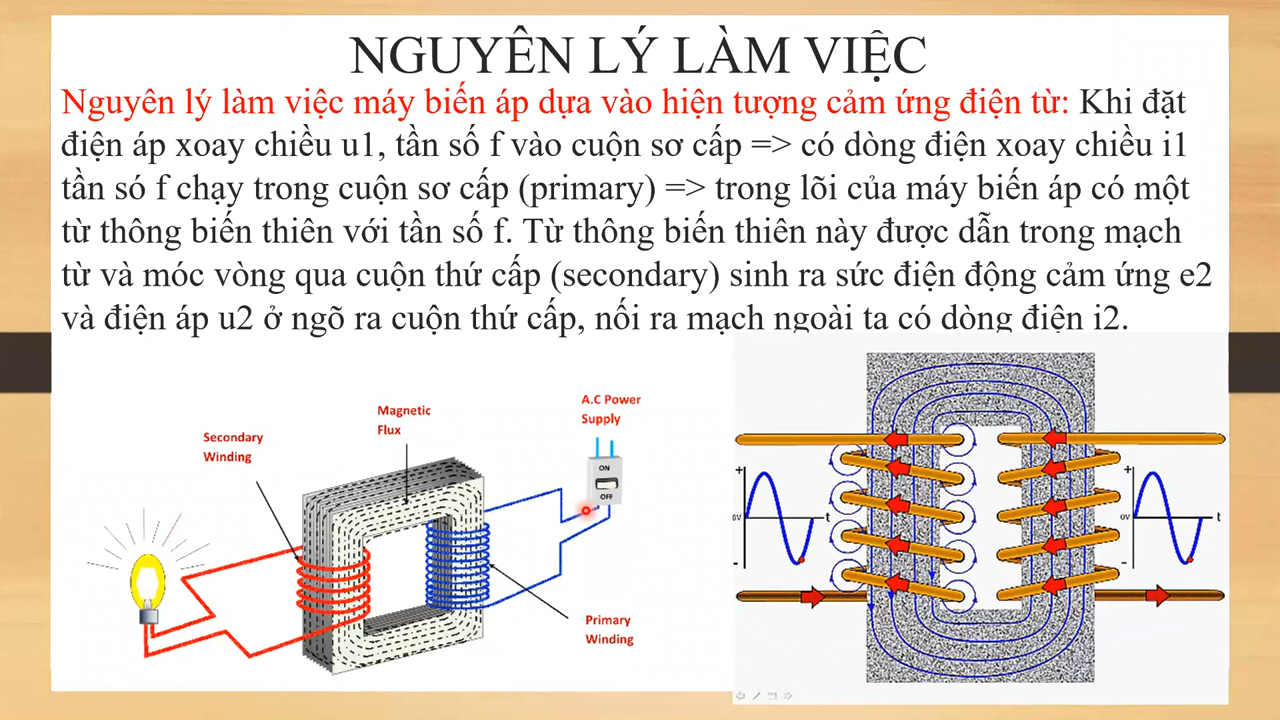 NGUYÊN LÝ LÀM VIỆC
Nguyên lý làm việc máy biến áp dựa vào hiện tượng cảm ứng điện từ: Khi đặt
điện áp xoay chiều u1, tần số f vào cuộn sơ cấp => có dòng điện xoay chiều i1
tần só f chạy trong cuộn sơ cấp (primary) => trong lõi của máy biến áp có một
từ thông biến thiên với tần số f. Từ thông biến thiên này được dẫn trong mạch
từ và móc vòng qua cuộn thứ cấp (secondary) sinh ra sức điện động cảm ứng e2
và điện áp u2 ở ngõ ra cuộn thứ cấp, nối ra mạch ngoài ta có dòng điện i2.
A.C Power
Supply
Magnetic
Flux
Secondary
Winding
ON
OFF
Primary
Winding
+
0V
t
-
+
0V
t
-